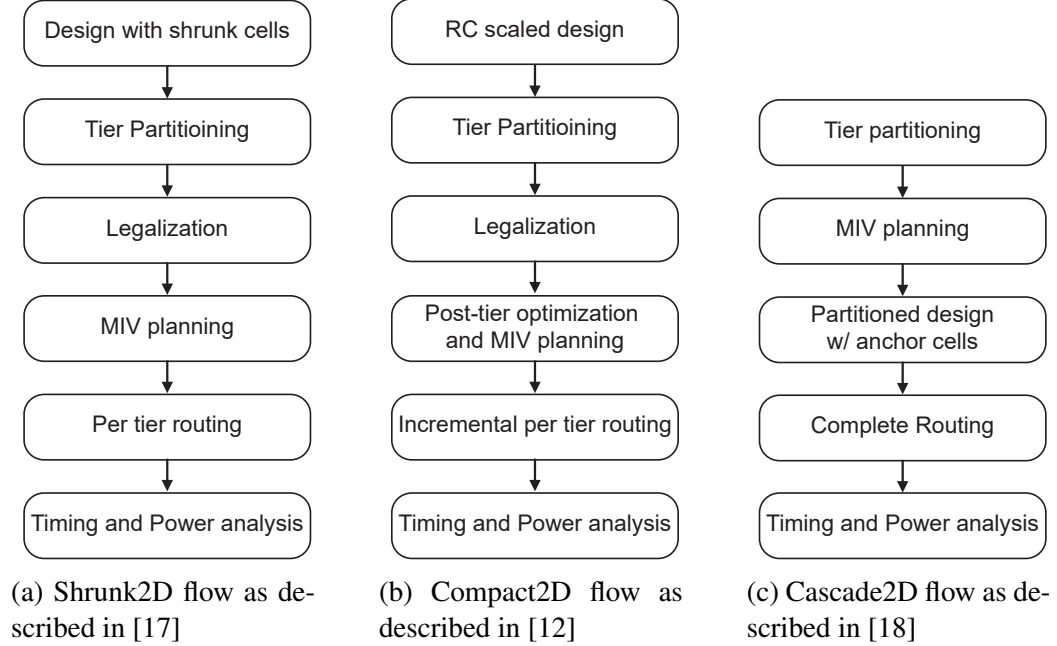 Design with shrunk cells
Tier Partitioining
Legalization
MIV planning
Per tier routing
Timing and Power analysis
(a) Shrunk2D flow as de-
scribed in [17]
RC scaled design
Tier Partitioining
Legalization
Post-tier optimization
and MIV planning
Incremental per tier routing
Timing and Power analysis
(b) Compact2D flow as
described in [12]
Tier partitioning
MIV planning
Partitioned design
w/ anchor cells
Complete Routing
Timing and Power analysis
(c) Cascade2D flow as de-
scribed in [18]